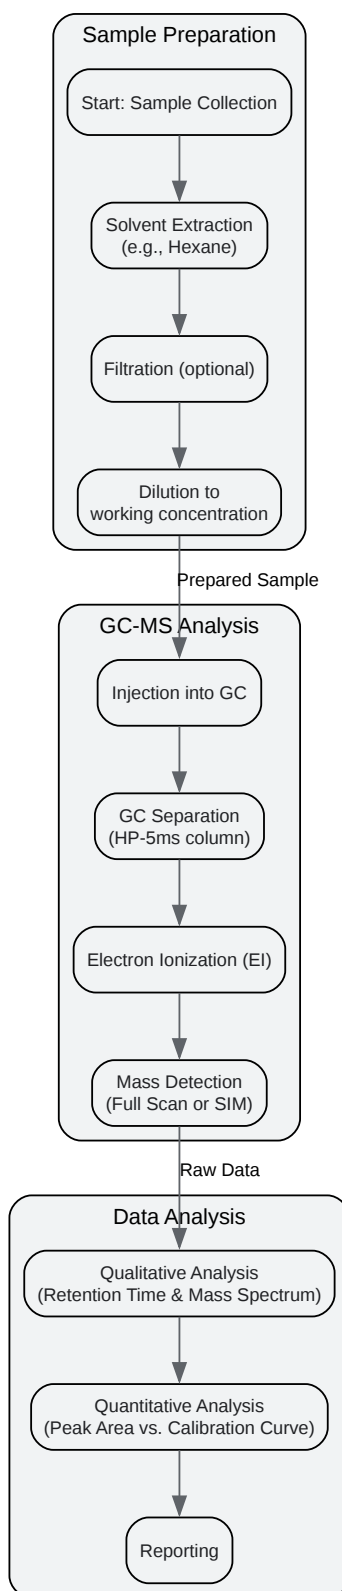 Sample Preparation
Start: Sample Collection
Solvent Extraction
(e.g., Hexane)
Filtration (optional)
Dilution to
working concentration
Prepared Sample
GC-MS Analysis
Injection into GC
GC Separation
(HP-5ms column)
Electron Ionization (EI)
Mass Detection
(Full Scan or SIM)
Raw Data
Data Analysis
Qualitative Analysis
(Retention Time & Mass Spectrum)
Quantitative Analysis
(Peak Area vs. Calibration Curve)
Reporting